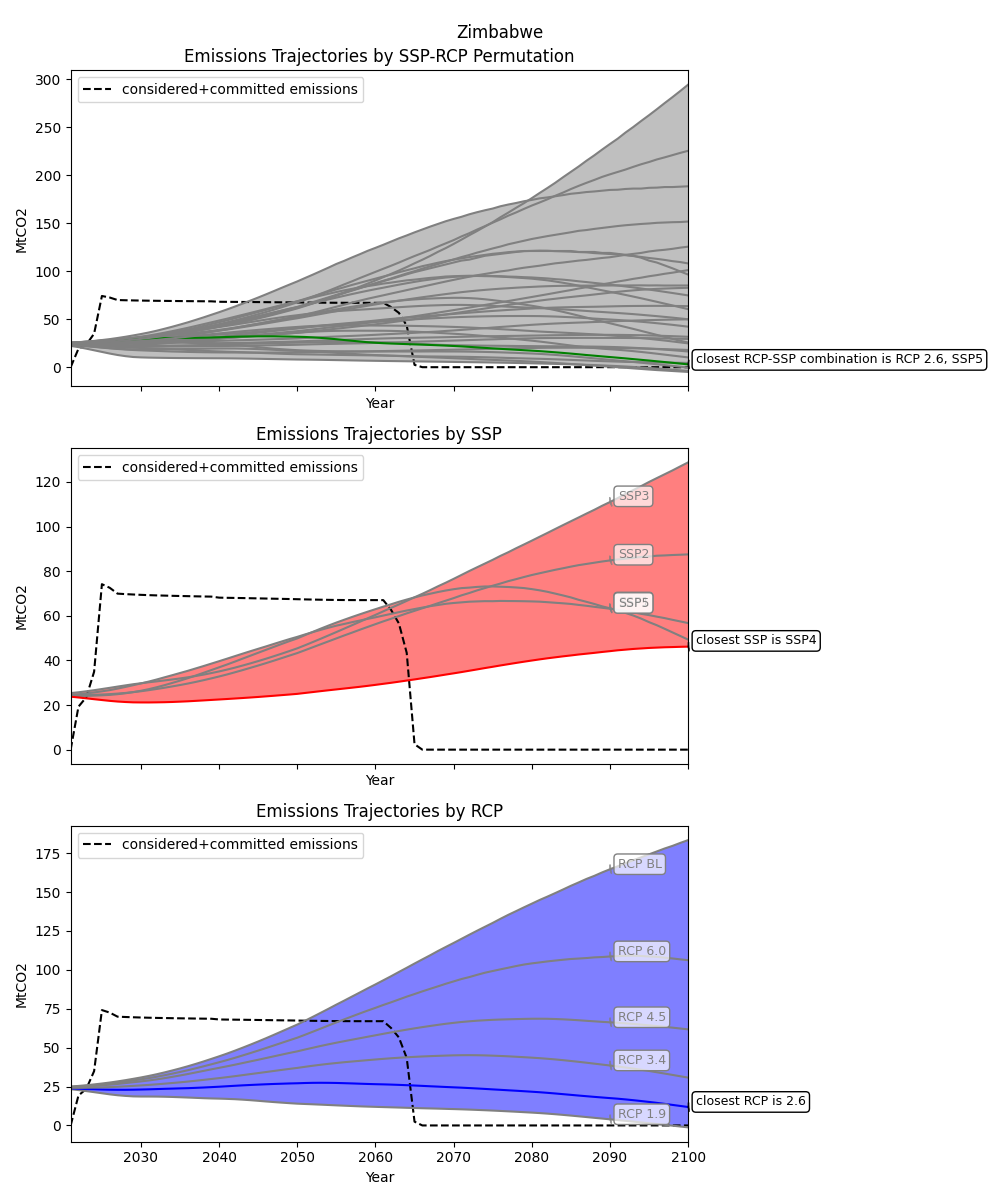 Zimbabwe
Emissions Trajectories by SSP-RCP Permutation
considered+committed emissions
300
250
200
150
100
50
0
MtCO2
Year
closest RCP-SSP combination is RCP 2.6, SSP5
Emissions Trajectories by SSP
considered+committed emissions
120
100
80
60
40
20
0
MtCO2
Year
SSP3
SSP2
SSP5
closest SSP is SSP4
Emissions Trajectories by RCP
considered+committed emissions
175
150
125
100
75
50
25
0
MtCO2
RCP BL
RCP 6.0
RCP 4.5
RCP 3.4
RCP 1.9
closest RCP is 2.6
2030 2040 2050 2060 2070 2080 2090 2100
Year